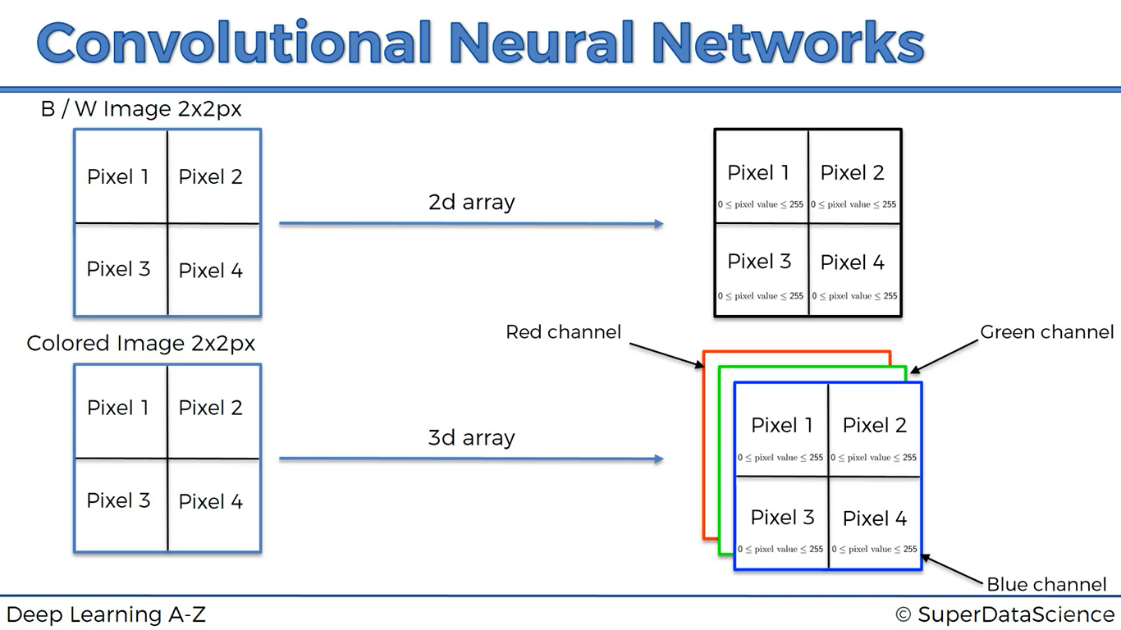 Convolutional Neural Networks
B / W Image 2x2px
Pixel 1 Pixel 2
Pixel 3 Pixel 4
2d array
Pixel 1 Pixel 2
0 ≤ pixel value ≤ 255 0 ≤ pixel value ≤ 255
Pixel 3 Pixel 4
0 ≤ pixel value ≤ 255 0 ≤ pixel value ≤ 255
Colored Image 2x2px
Pixel 1 Pixel 2
Pixel 3 Pixel 4
3d array
Red channel
Green channel
Pixel 1 Pixel 2
0 ≤ pixel value ≤ 255 0 ≤ pixel value ≤ 255
Pixel 3 Pixel 4
0 ≤ pixel value ≤ 255 0 ≤ pixel value ≤ 255
Blue channel
Deep Learning A-Z
© SuperDataScience